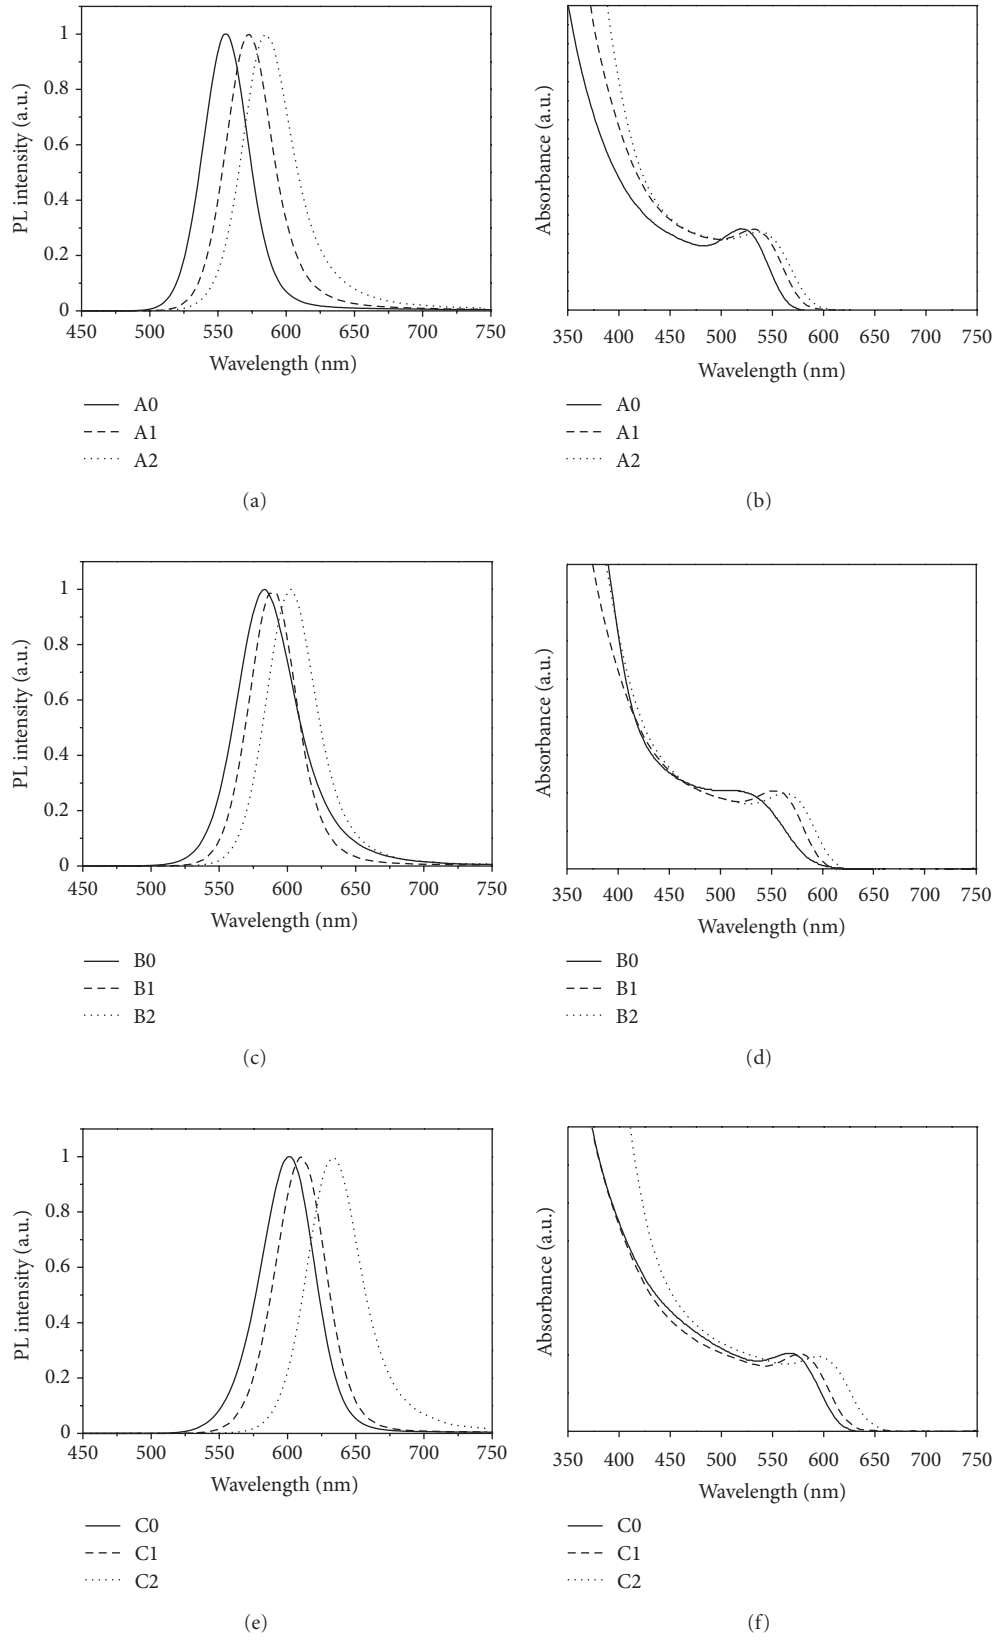 PL intensity (a.u.)
1
0.8
0.6
0.4
0.2
0
450 500 550 600 650 700 750
Wavelength (nm)
A0
A1
A2
(a)
Absorbance (a.u.)
350 400 450 500 550 600 650 700 750
Wavelength (nm)
A0
A1
A2
(b)
PL intensity (a.u.)
1
0.8
0.6
0.4
0.2
0
450 500 550 600 650 700 750
Wavelength (nm)
B0
B1
B2
(c)
Absorbance (a.u.)
350 400 450 500 550 600 650 700 750
Wavelength (nm)
B0
B1
B2
(d)
PL intensity (a.u.)
1
0.8
0.6
0.4
0.2
0
450 500 550 600 650 700 750
Wavelength (nm)
C0
C1
C2
(e)
Absorbance (a.u.)
350 400 450 500 550 600 650 700 750
Wavelength (nm)
C0
C1
C2
(f)